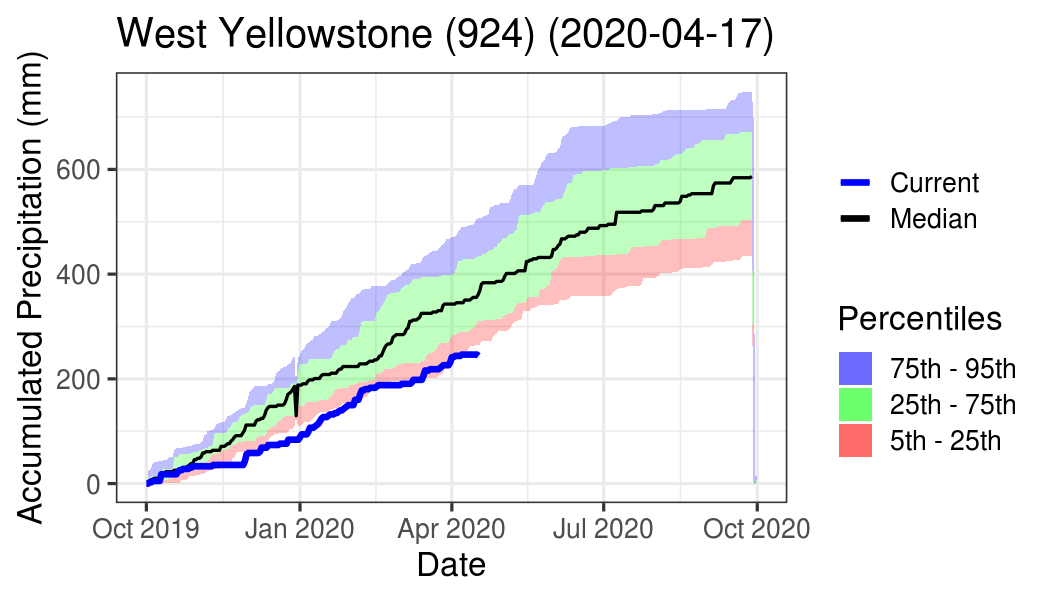 West Yellowstone (924) (2020-04-17)
Accumulated Precipitation (mm)
600
400
200
0
Oct 2019
Jan 2020
Apr 2020
Jul 2020
Oct 2020
Date
Current
Median
Percentiles
75th - 95th
25th - 75th
5th - 25th